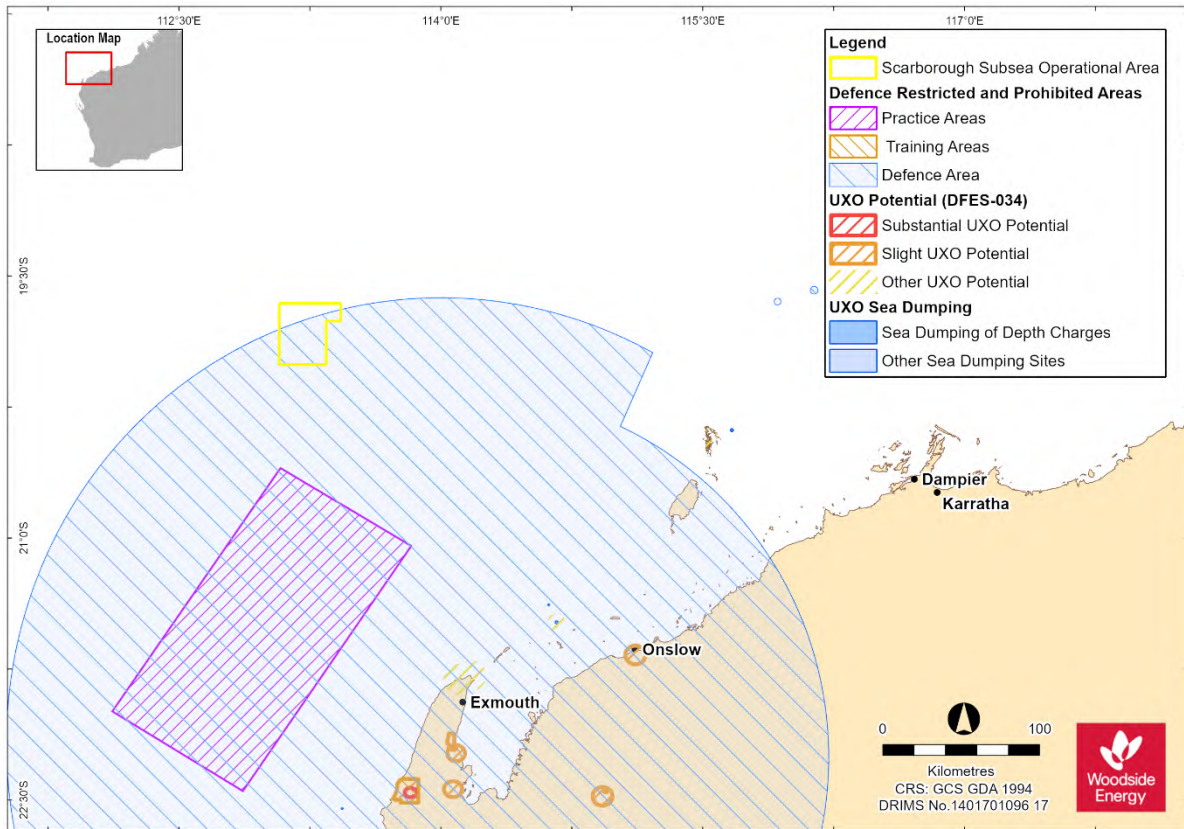 112°30'E
114°0'E
115°30'E
117°0'E
Location Map
Legend
Scarborough Subsea Operational Area
Defence Restricted and Prohibited Areas
Practice Areas
Training Areas
Defence Area
UXO Potential (DFES-034)
Substantial UXO Potential
Slight UXO Potential
Other UXO Potential
UXO Sea Dumping
Sea Dumping of Depth Charges
Other Sea Dumping Sites
19°30'S
21°0'S
22°30'S
Dampier
Karratha
Onslow
Exmouth
0 100
Kilometres
CRS: GCS GDA 1994
DRIMS No.1401701096 17
Woodside
Energy